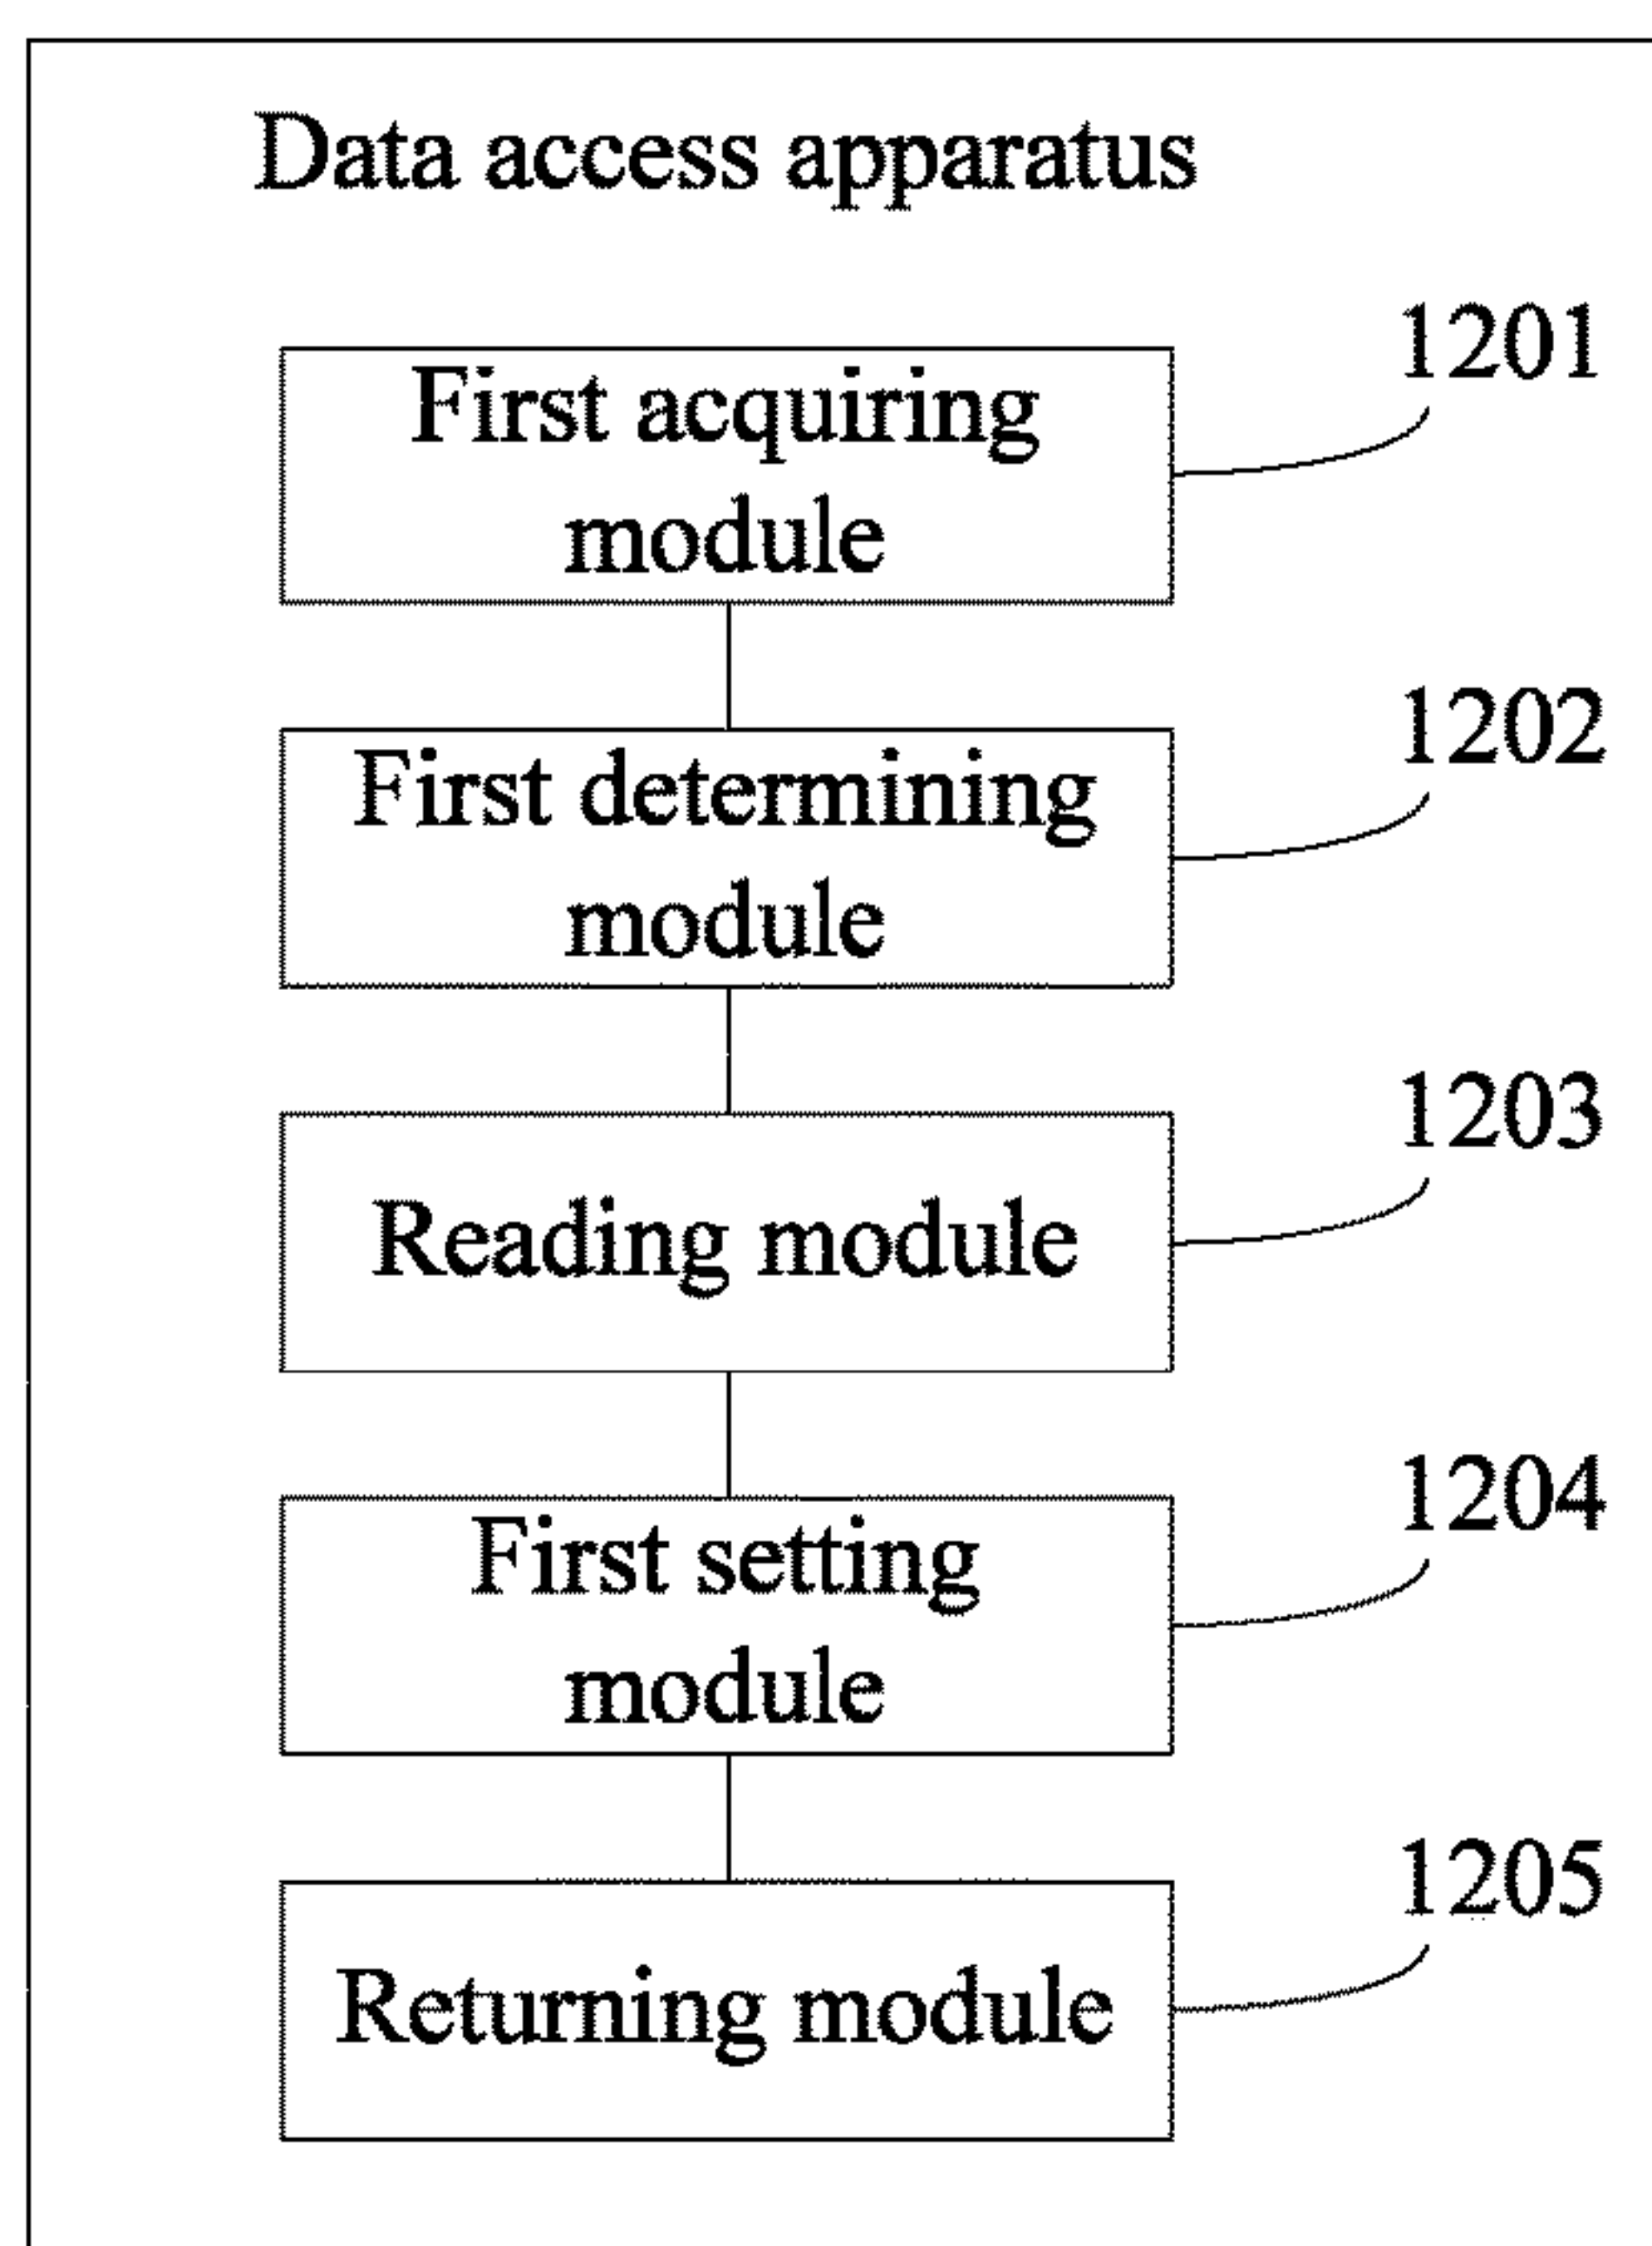 Data access apparatus
1201
First acquiring
module
1202
First determining
module
1203
Reading module
1204
First setting
module
1205
Returning module